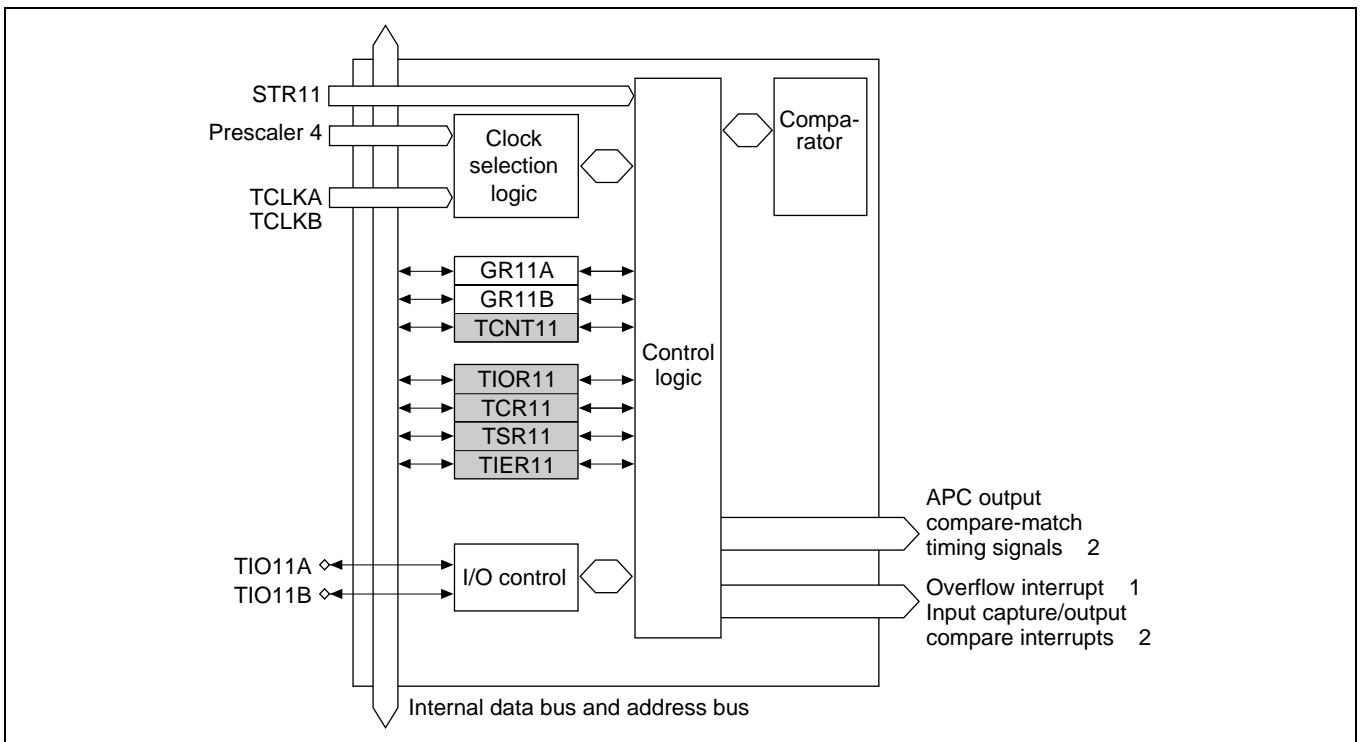 STR11
Prescaler 4
TCLKA
TCLKB
Clock
selection
logic
Compa-
rator
GR11A
GR11B
TCNT11
Control
logic
TIOR11
TCR11
TSR11
TIER11
TIO11A
TIO11B
I/O control
APC output
compare-match
timing signals 2
Overflow interrupt 1
Input capture/output
compare interrupts 2
Internal data bus and address bus